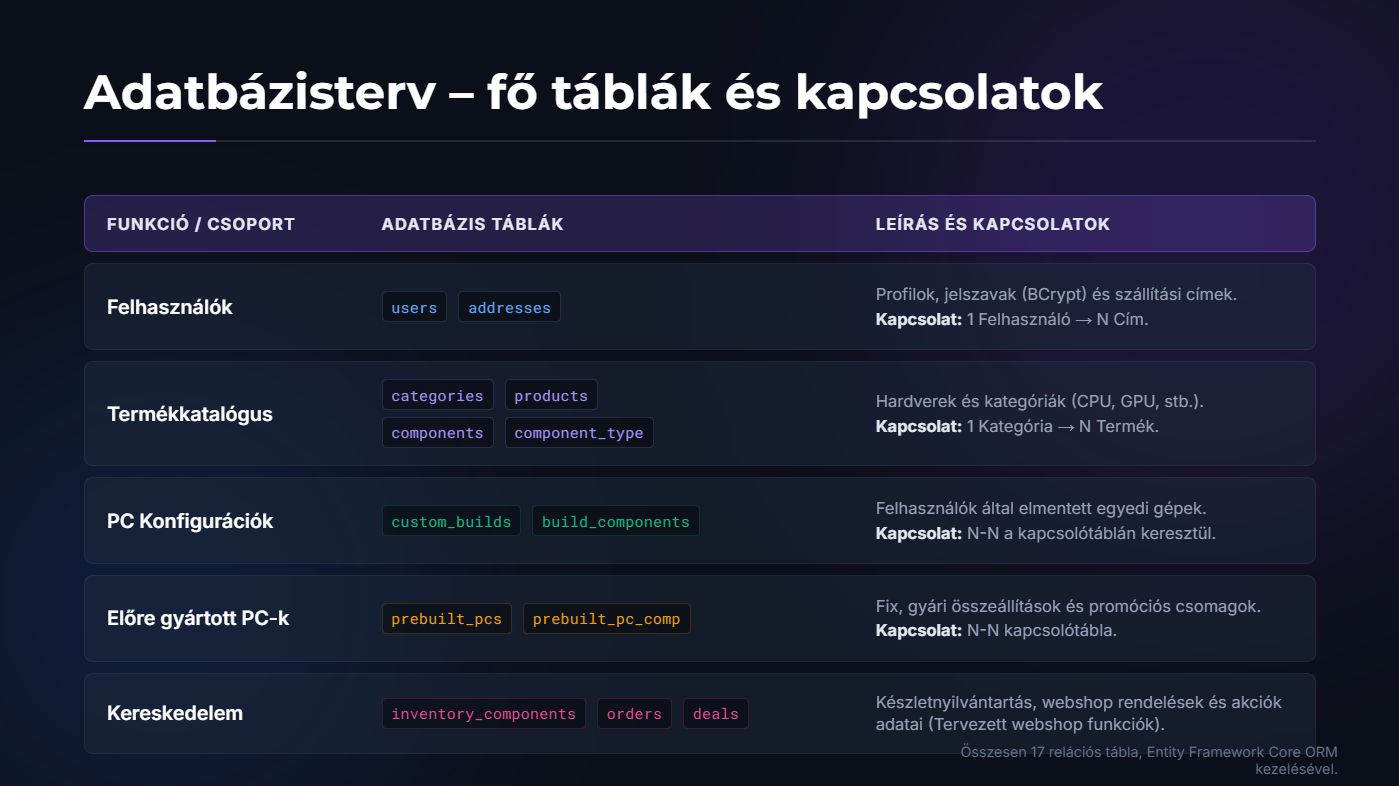 Adatbázisterv – fő táblák és kapcsolatok
FUNKCIÓ / CSOPORT ADATBÁZIS TÁBLÁK LEÍRÁS ÉS KAPCSOLATOK
Felhasználók
users addresses
Profilok, jelszavak (BCrypt) és szállítási címek.
Kapcsolat: 1 Felhasználó → N Cím.
Termékkatalógus
categories products
components component_type
Hardverek és kategóriák (CPU, GPU, stb.).
Kapcsolat: 1 Kategória → N Termék.
PC Konfigurációk
custom_builds build_components
Felhasználók által elmentett egyedi gépek.
Kapcsolat: N-N a kapcsolótáblán keresztül.
Előre gyártott PC-k
prebuilt_pcs prebuilt_pc_comp
Fix, gyári összeállítások és promóciós csomagok.
Kapcsolat: N-N kapcsolótábla.
Kereskedelem
inventory_components orders deals
Készletnyilvántartás, webshop rendelések és akciók
adatai (Tervezett webshop funkciók).
Összesen 17 relációs tábla, Entity Framework Core ORM
kezelésével.